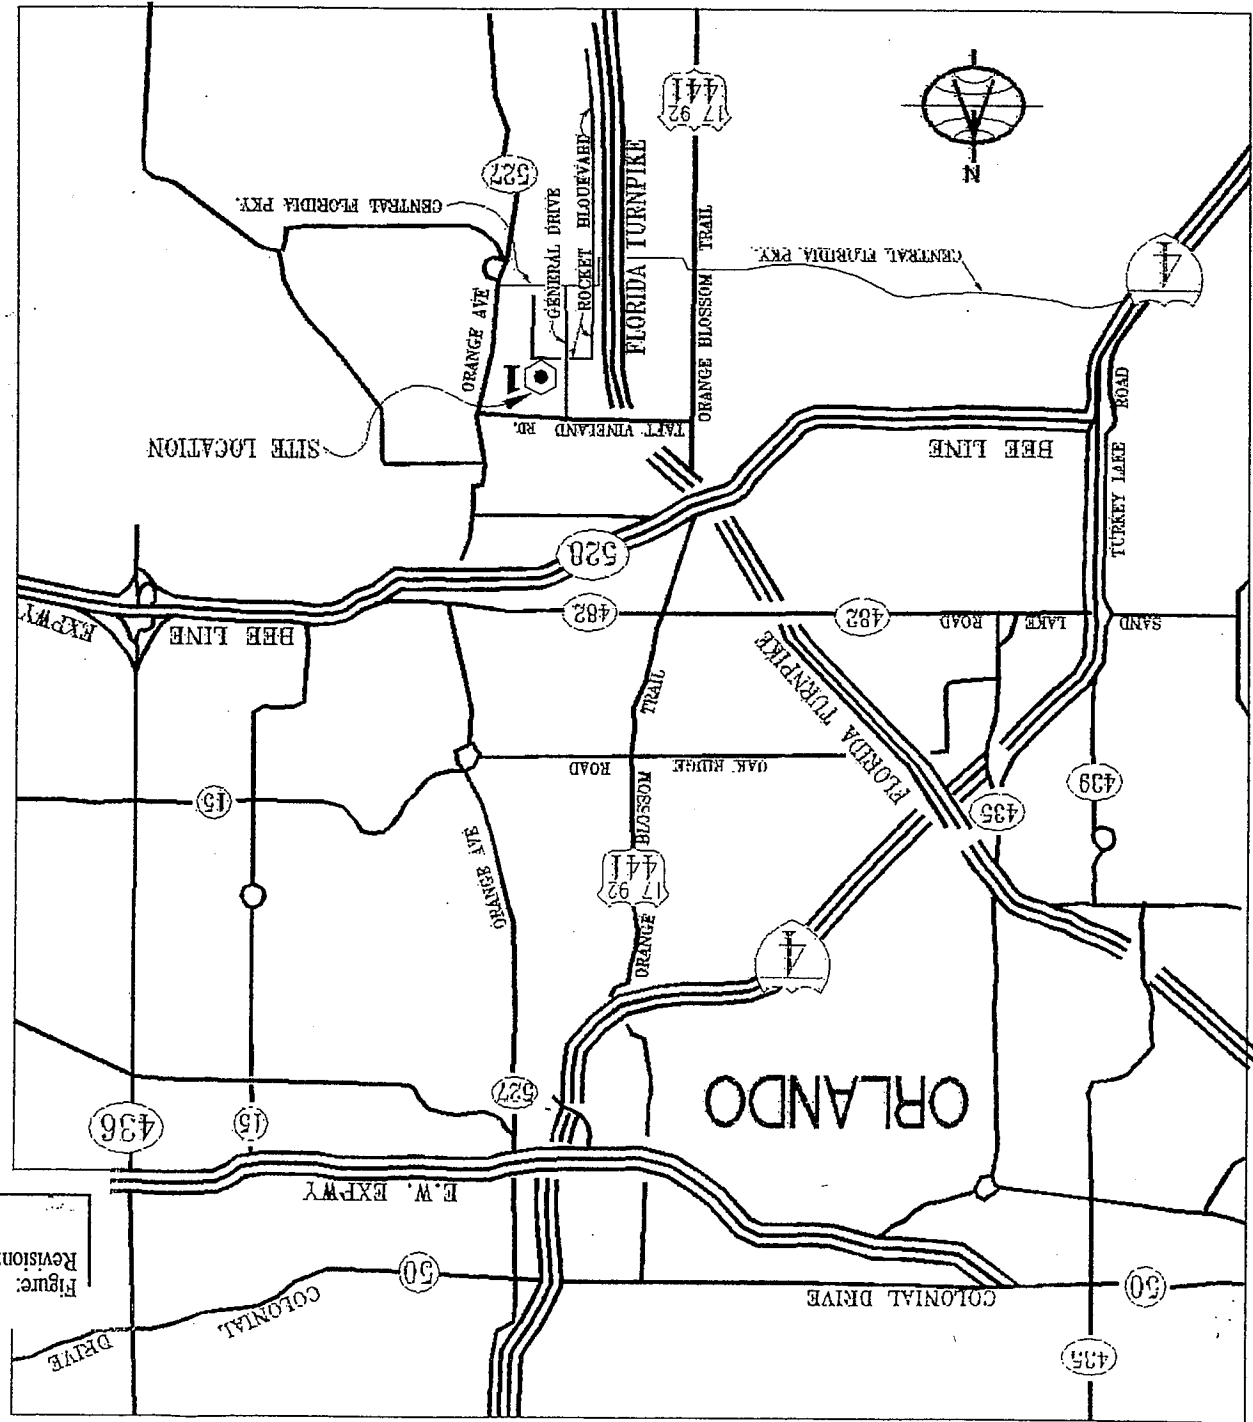 Figure:
Revision:
435
COLONIAL DRIVE
50
50
COLONIAL
DRIVE
E.W. EXPWY
ORLANDO
527
15
436
4
ORANGE
17 92
441
BLOSSOM
TRAIL
ORANGE AVE
15
439
435
FLORIDA TURNPIKE
OAK RIDGE ROAD
SAND LAKE ROAD
482
482
BEE LINE
EXPWY
528
TURKEY LAKE
ROAD
BEE LINE
SITE LOCATION
TAFT VINELAND RD.
1
ORANGE AVE
ORANGE BLOSSOM TRAIL
FLORIDA TURNPIKE
GENERAL DRIVE
ROCKET BLOUEVARD
4
CENTRAL FLORIDA PKY.
CENTRAL FLORIDA PKY.
527
N
17 92
441